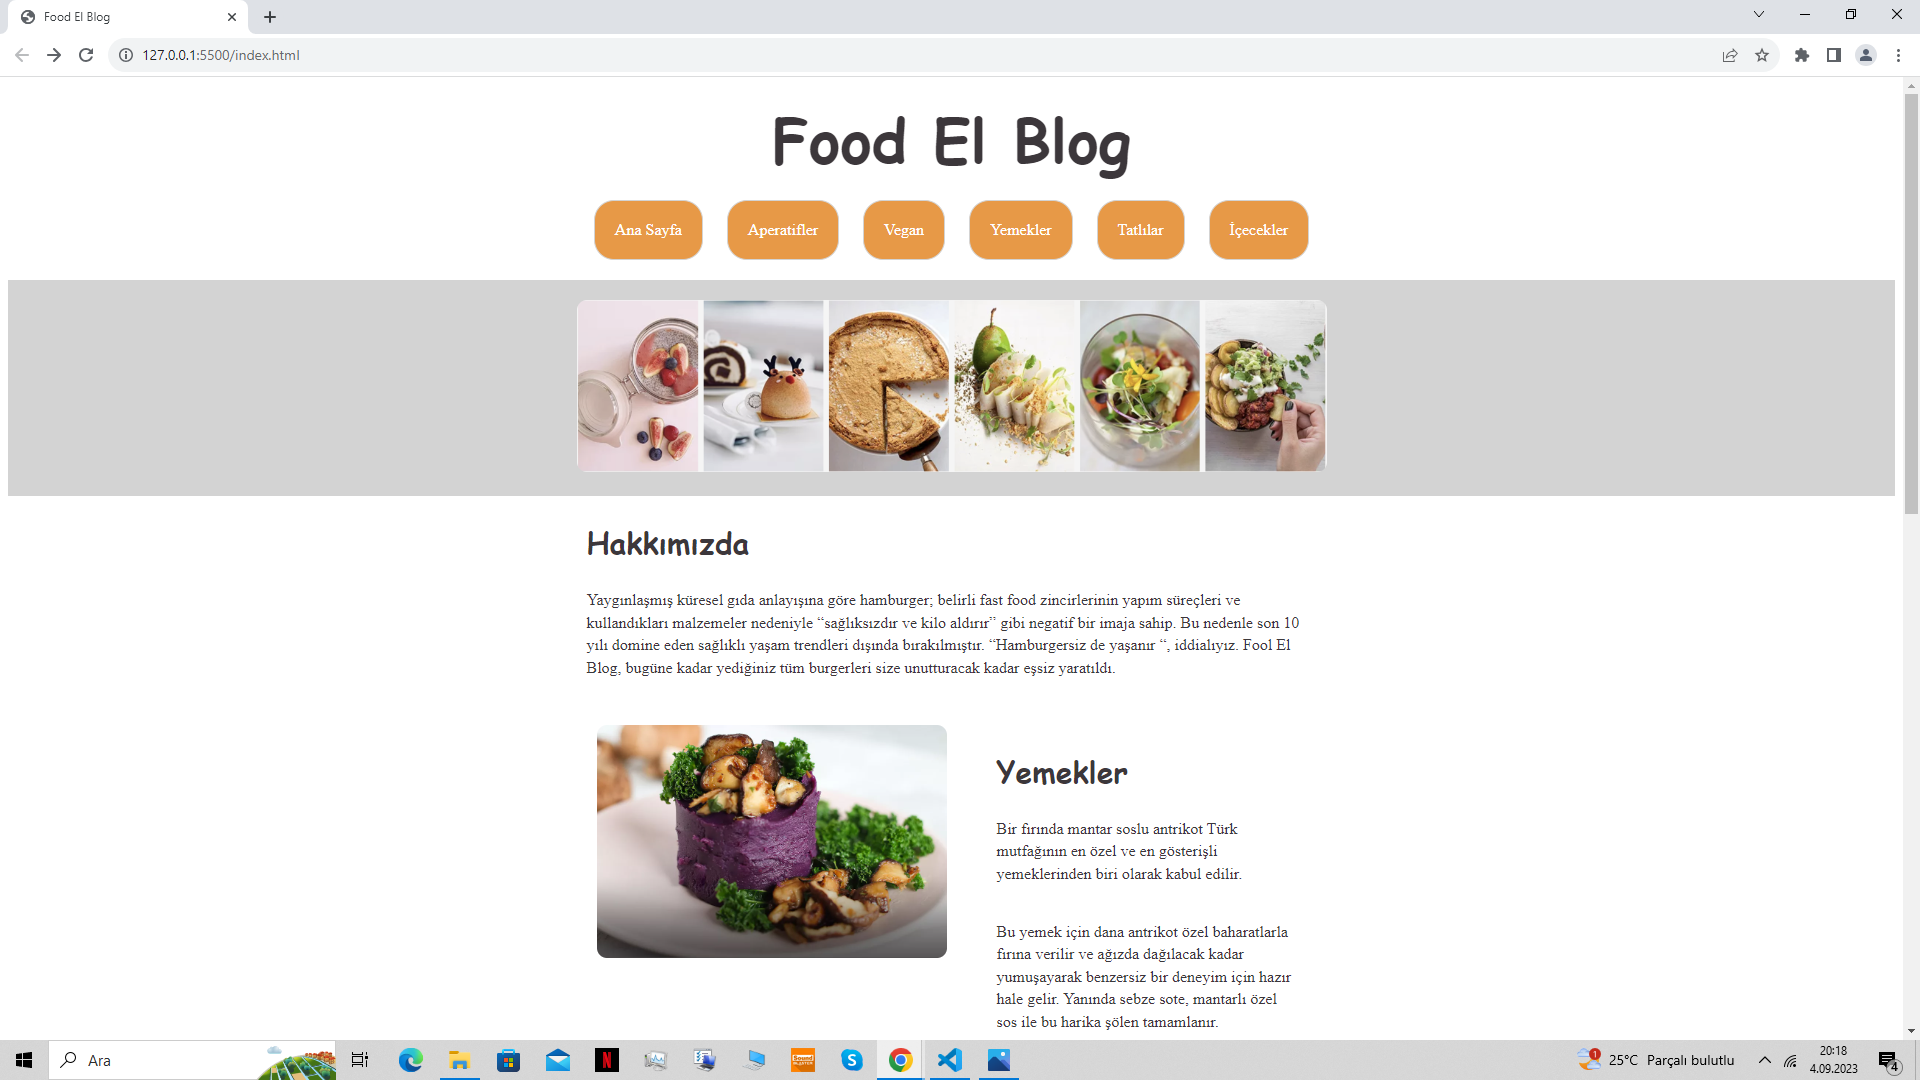 Food El Blog
127.0.0.1:5500/index.html
Food El Blog
Ana Sayfa
Aperatifler
Vegan
Yemekler
Tatlılar
İçecekler
Hakkımızda
Yaygınlaşmış küresel gıda anlayışına göre hamburger; belirli fast food zincirlerinin yapım süreçleri ve
kullandıkları malzemeler nedeniyle “sağlıksızdır ve kilo aldırır” gibi negatif bir imaja sahip. Bu nedenle son 10
yılı domine eden sağlıklı yaşam trendleri dışında bırakılmıştır. “Hamburgersiz de yaşanır “, iddialıyız. Fool El
Blog, bugüne kadar yediğiniz tüm burgerleri size unutturacak kadar eşsiz yaratıldı.
Yemekler
Bir fırında mantar soslu antrikot Türk
mutfağının en özel ve en gösterişli
yemeklerinden biri olarak kabul edilir.
Bu yemek için dana antrikot özel baharatlarla
fırına verilir ve ağızda dağılacak kadar
yumuşayarak benzersiz bir deneyim için hazır
hale gelir. Yanında sebze sote, mantarlı özel
sos ile bu harika şölen tamamlanır.
Ara
N
Sound
S
1
25°C Parçalı bulutlu
20:18
4.09.2023
4